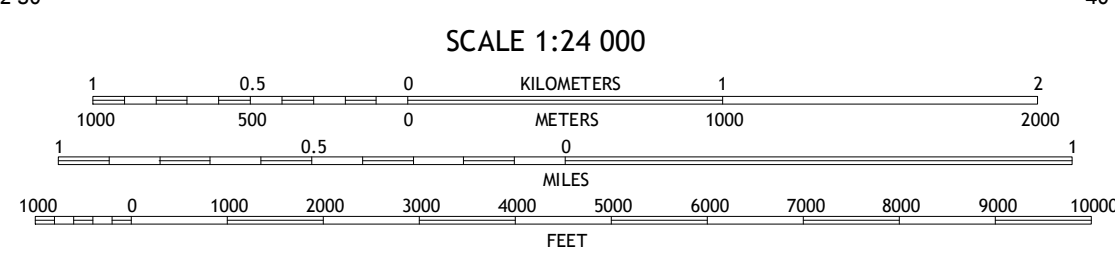 SCALE 1:24 000
1 0.5 0 KILOMETERS 1 2
1000 500 0 METERS 1000 2000
1 0.5 0 1
MILES
1000 0 1000 2000 3000 4000 5000 6000 7000 8000 9000 10000
FEET